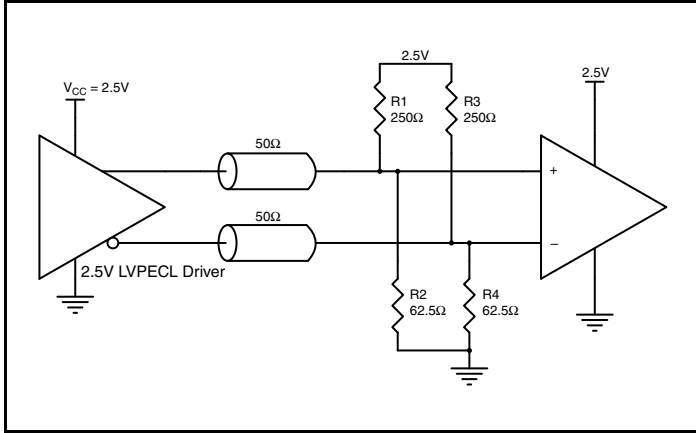 2.5V
V_CC = 2.5V
2.5V
R1
250Ω
R3
250Ω
50Ω
+
50Ω
–
2.5V LVPECL Driver
R2
62.5Ω
R4
62.5Ω